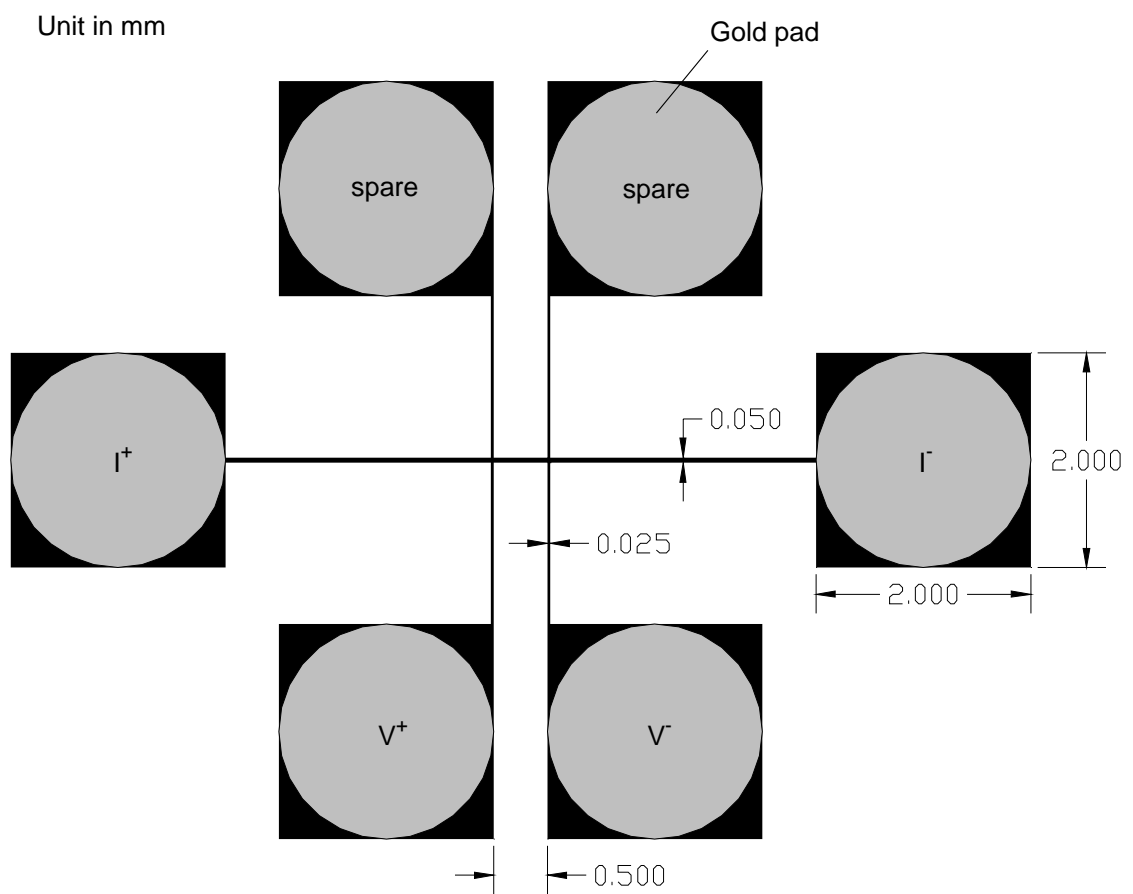 Unit in mm
Gold pad
spare
spare
I⁺
0.050
I⁻
2.000
0.025
2.000
V⁺
V⁻
0.500